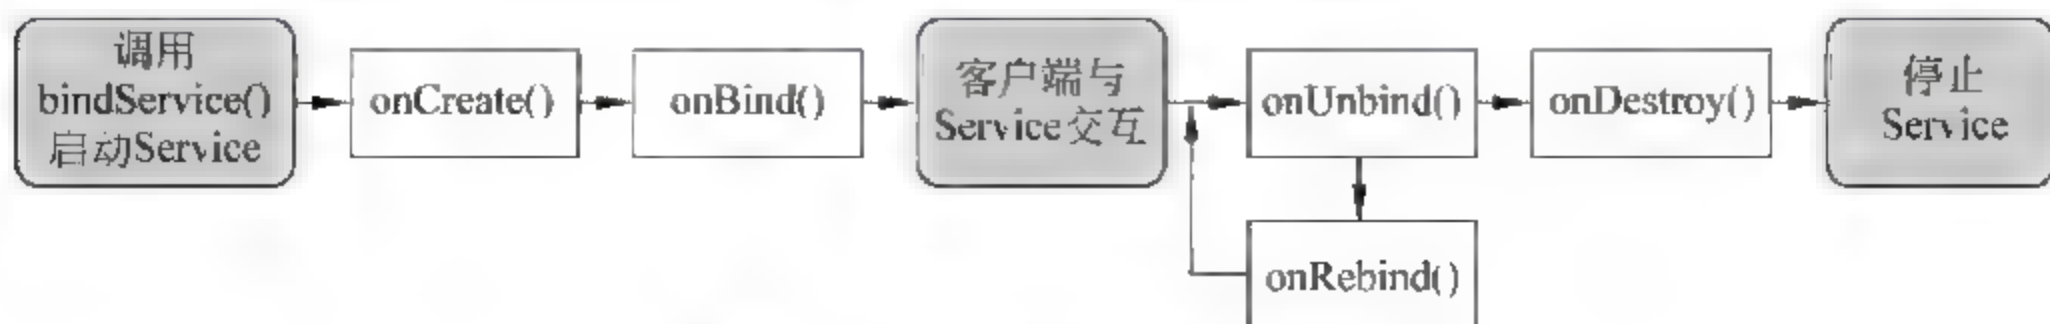 调用
bindService()
启动Service
onCreate()
onBind()
客户端与
Service交互
onUnbind()
onDestroy()
停止
Service
onRebind()